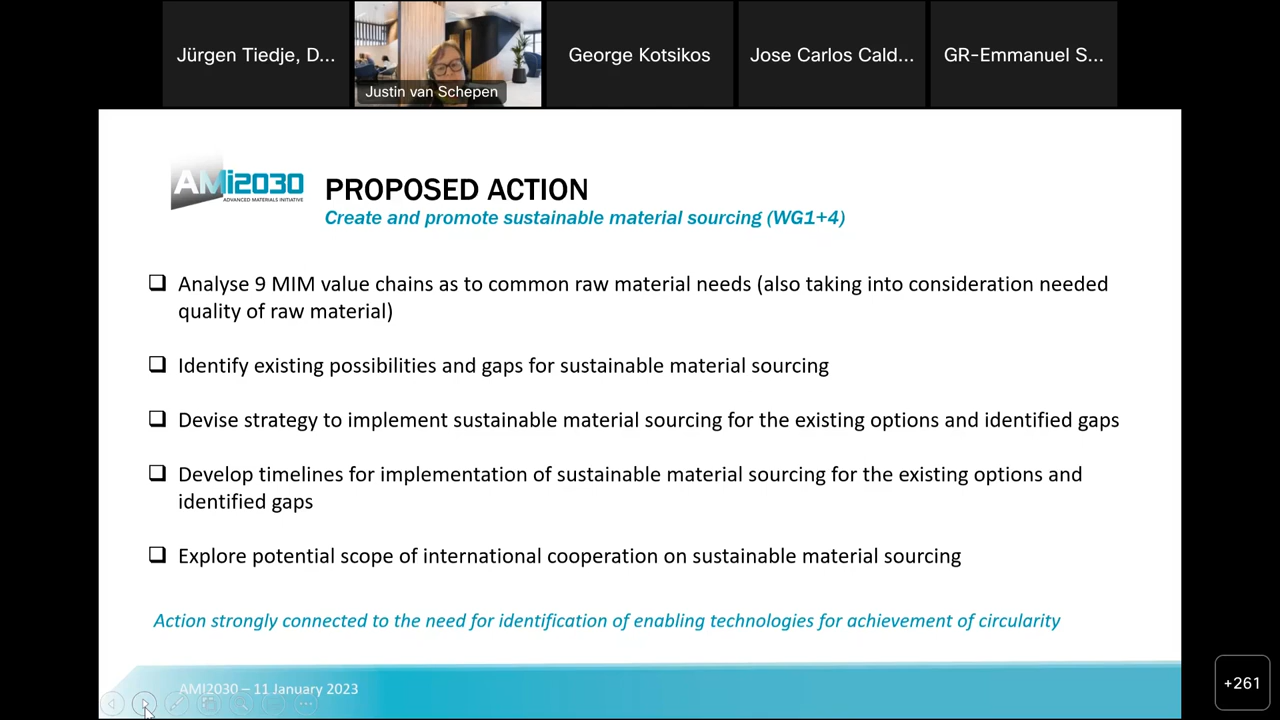 Jürgen Tiedje, D...
Justin van Schepen
George Kotsikos
Jose Carlos Cald...
GR-Emmanuel S...
AMi2030
ADVANCED MATERIALS INITIATIVE
PROPOSED ACTION
Create and promote sustainable material sourcing (WG1+4)
Analyse 9 MIM value chains as to common raw material needs (also taking into consideration needed
quality of raw material)
Identify existing possibilities and gaps for sustainable material sourcing
Devise strategy to implement sustainable material sourcing for the existing options and identified gaps
Develop timelines for implementation of sustainable material sourcing for the existing options and
identified gaps
Explore potential scope of international cooperation on sustainable material sourcing
Action strongly connected to the need for identification of enabling technologies for achievement of circularity
AMI2030 – 11 January 2023
+261